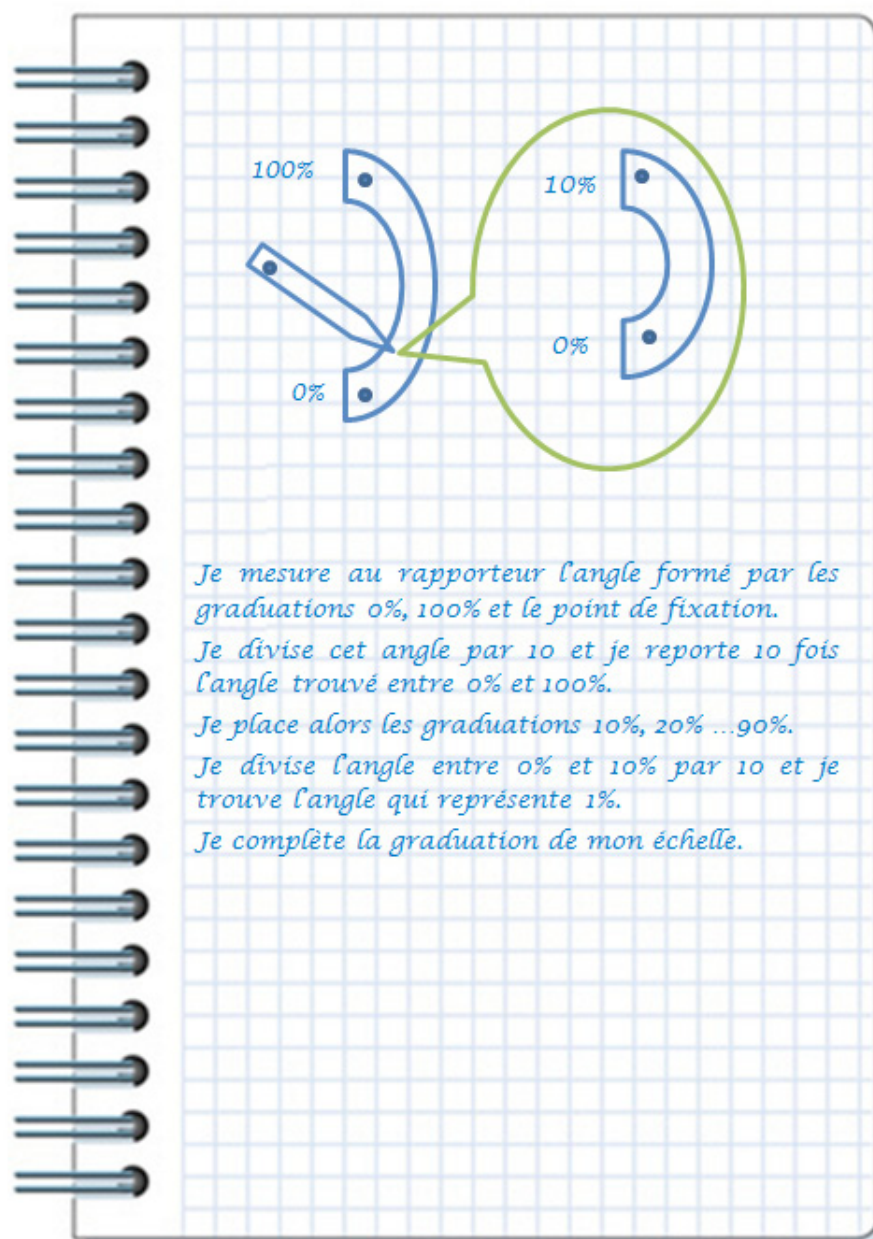 100%
10%
0%
0%
Je mesure au rapporteur l'angle formé par les
graduations 0%, 100% et le point de fixation.
Je divise cet angle par 10 et je reporte 10 fois
l'angle trouvé entre 0% et 100%.
Je place alors les graduations 10%, 20% ...90%.
Je divise l'angle entre 0% et 10% par 10 et je
trouve l'angle qui représente 1%.
Je complète la graduation de mon échelle.